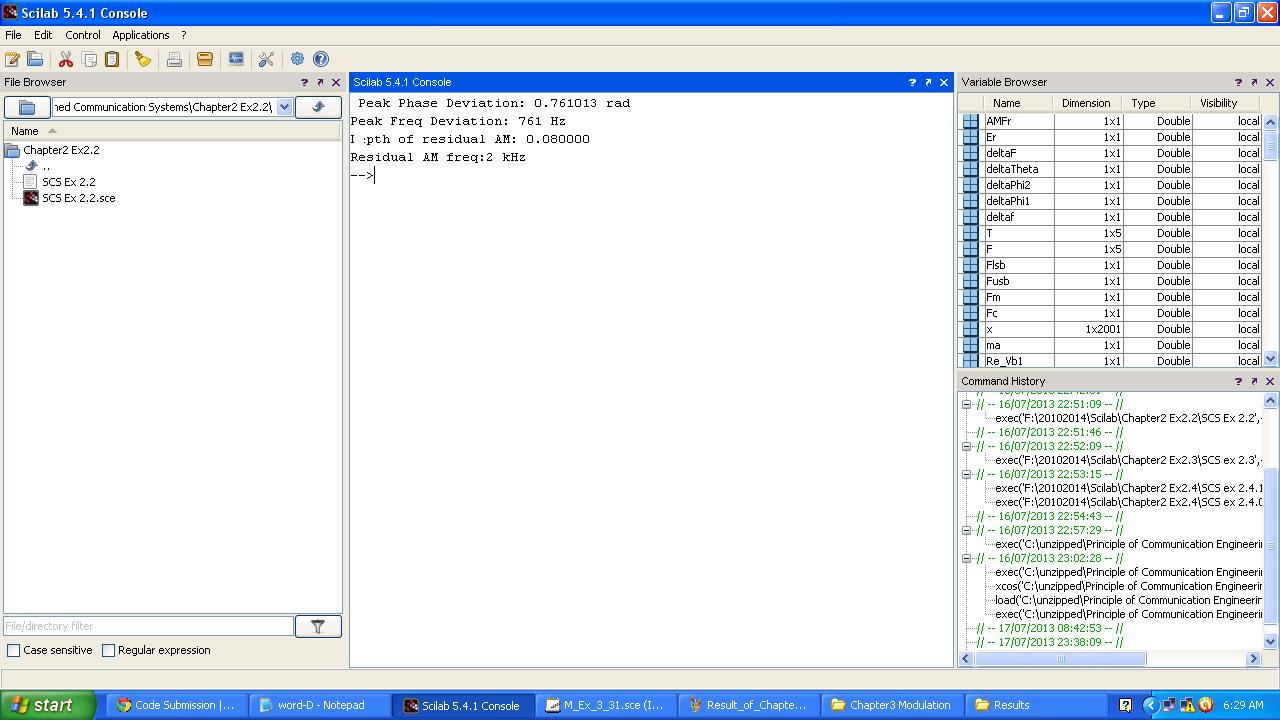 Scilab 5.4.1 Console
File Edit Control Applications ?
File Browser
ned Communication Systems\Chapter2 Ex2.2\
Name
Chapter2 Ex2.2
..
SCS Ex 2.2
SCS Ex 2.2.sce
File/directory filter
Case sensitive Regular expression
Scilab 5.4.1 Console
Peak Phase Deviation: 0.761013 rad
Peak Freq Deviation: 761 Hz
pth of residual AM: 0.080000
Residual AM freq:2 kHz
-->
Variable Browser
Name Dimension Type Visibility
AMFr 1x1 Double local
Er 1x1 Double local
deltaF 1x1 Double local
deltaTheta 1x1 Double local
deltaPhi2 1x1 Double local
deltaPhi1 1x1 Double local
deltaf 1x1 Double local
T 1x5 Double local
F 1x5 Double local
Flsb 1x1 Double local
Fusb 1x1 Double local
Fm 1x1 Double local
Fc 1x1 Double local
x 1x2001 Double local
ma 1x1 Double local
Re_Vb1 1x1 Double local
Command History
// -- 16/07/2013 22:51:09 -- //
exec('F:\20102014\Scilab\Chapter2 Ex2.2\SCS Ex 2.2',
// -- 16/07/2013 22:51:46 -- //
// -- 16/07/2013 22:52:09 -- //
exec('F:\20102014\Scilab\Chapter2 Ex2.3\SCS ex 2.3',
// -- 16/07/2013 22:53:15 -- //
exec('F:\20102014\Scilab\Chapter2 Ex2.4\SCS ex 2.4.1
exec('F:\20102014\Scilab\Chapter2 Ex2.4\SCS ex 2.4.
// -- 16/07/2013 22:54:43 -- //
// -- 16/07/2013 22:57:29 -- //
exec('C:\unzipped\Principle of Communication Engineeri
// -- 16/07/2013 23:02:28 -- //
exec('C:\unzipped\Principle of Communication Engineeri
xcos('C:\unzipped\Principle of Communication Engineeri
load('C:\unzipped\Principle of Communication Engineeri
exec('C:\unzipped\Principle of Communication Engineeri
// -- 17/07/2013 08:42:53 -- //
// -- 17/07/2013 23:38:09 -- //
start Code Submission |... word-D - Notepad Scilab 5.4.1 Console M_Ex_3_31.sce (I... Result_of_Chapte... Chapter3 Modulation Results 6:29 AM